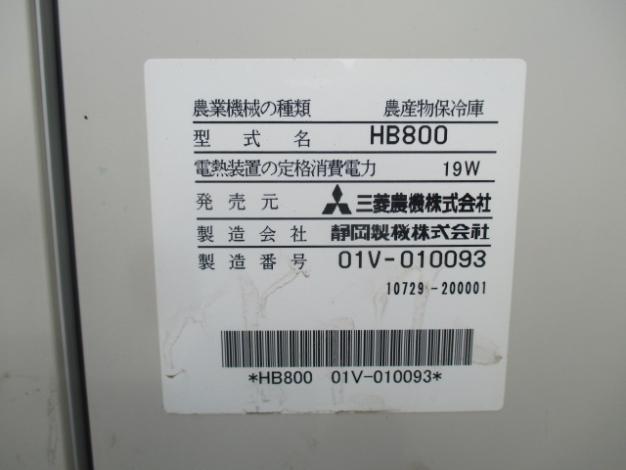 農業機械の種類 農産物保冷庫
型式名 HB800
電熱装置の定格消費電力 19W
発売元 三菱農機株式会社
製造会社 静岡製機株式会社
製造番号 01V-010093
10729-200001
*HB800 01V-010093*